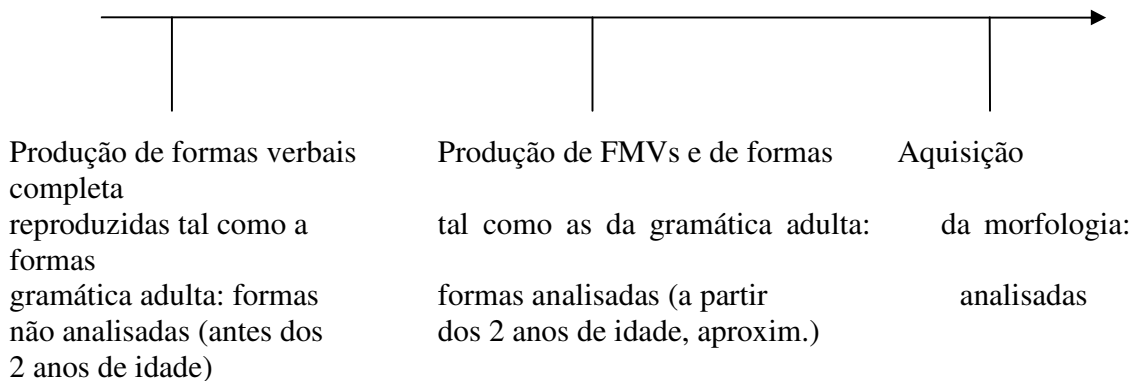 Produção de formas verbais Produção de FMVs e de formas Aquisição
completa
reproduzidas tal como a tal como as da gramática adulta: da morfologia:
formas
gramática adulta: formas formas analisadas (a partir analisadas
não analisadas (antes dos dos 2 anos de idade, aproxim.)
2 anos de idade)